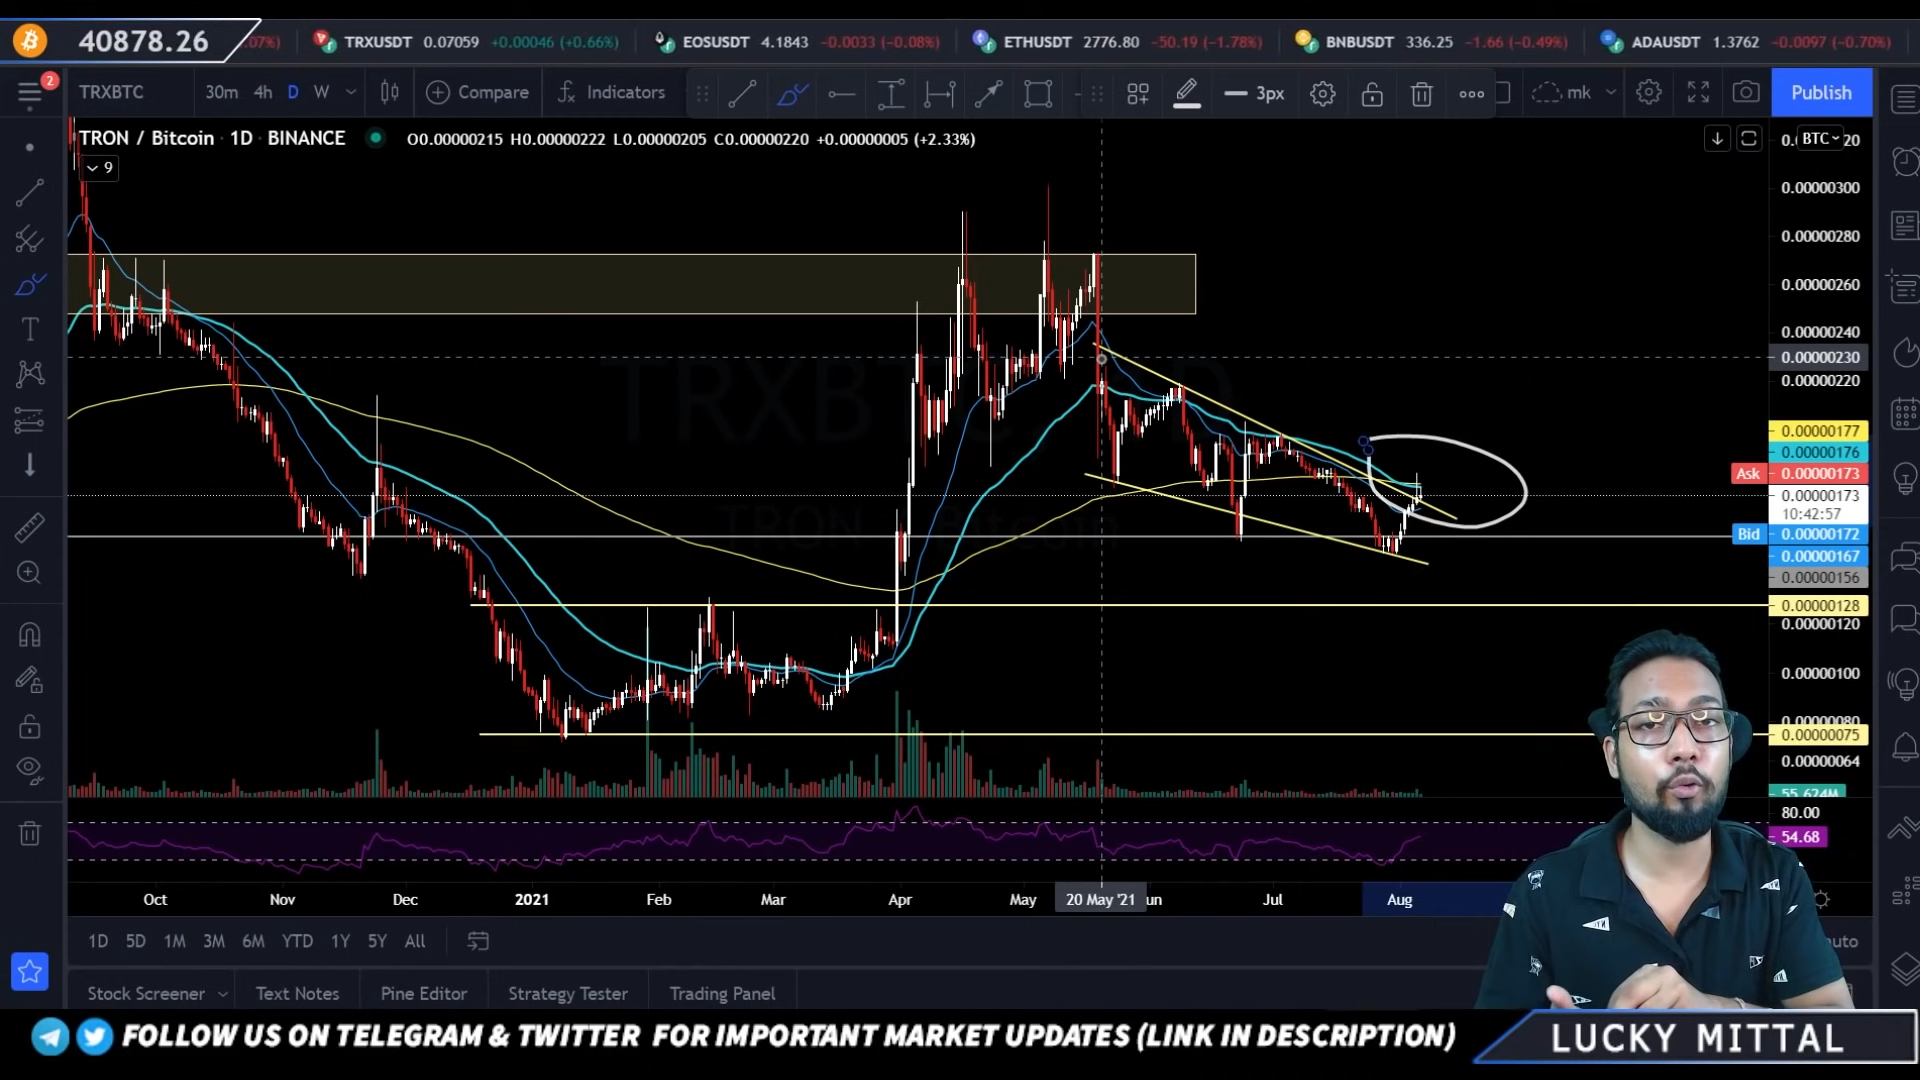 40878.26
.07%) TRXUSDT 0.07059 +0.00046 (+0.66%) EOSUSDT 4.1843 -0.0033 (-0.08%) ETHUSDT 2776.80 -50.19 (-1.78%) BNBUSDT 336.25 -1.66 (-0.49%) ADAUSDT 1.3762 -0.0097 (-0.70%)
2 TRXBTC 30m 4h D W Compare Indicators 3px mk Publish
TRON / Bitcoin · 1D · BINANCE O0.00000215 H0.00000222 L0.00000205 C0.00000220 +0.00000005 (+2.33%)
BTC
9
0.00000300
0.00000280
0.00000260
0.00000240
0.00000230
0.00000220
0.00000177
0.00000176
Ask 0.00000173
0.00000173
10:42:57
Bid 0.00000172
0.00000167
0.00000156
0.00000128
0.00000120
0.00000100
0.00000080
0.00000075
0.00000064
55.624M
80.00
54.68
Oct Nov Dec 2021 Feb Mar Apr May 20 May '21 un Jul Aug
1D 5D 1M 3M 6M YTD 1Y 5Y All auto
Stock Screener Text Notes Pine Editor Strategy Tester Trading Panel
FOLLOW US ON TELEGRAM & TWITTER FOR IMPORTANT MARKET UPDATES (LINK IN DESCRIPTION)
LUCKY MITTAL